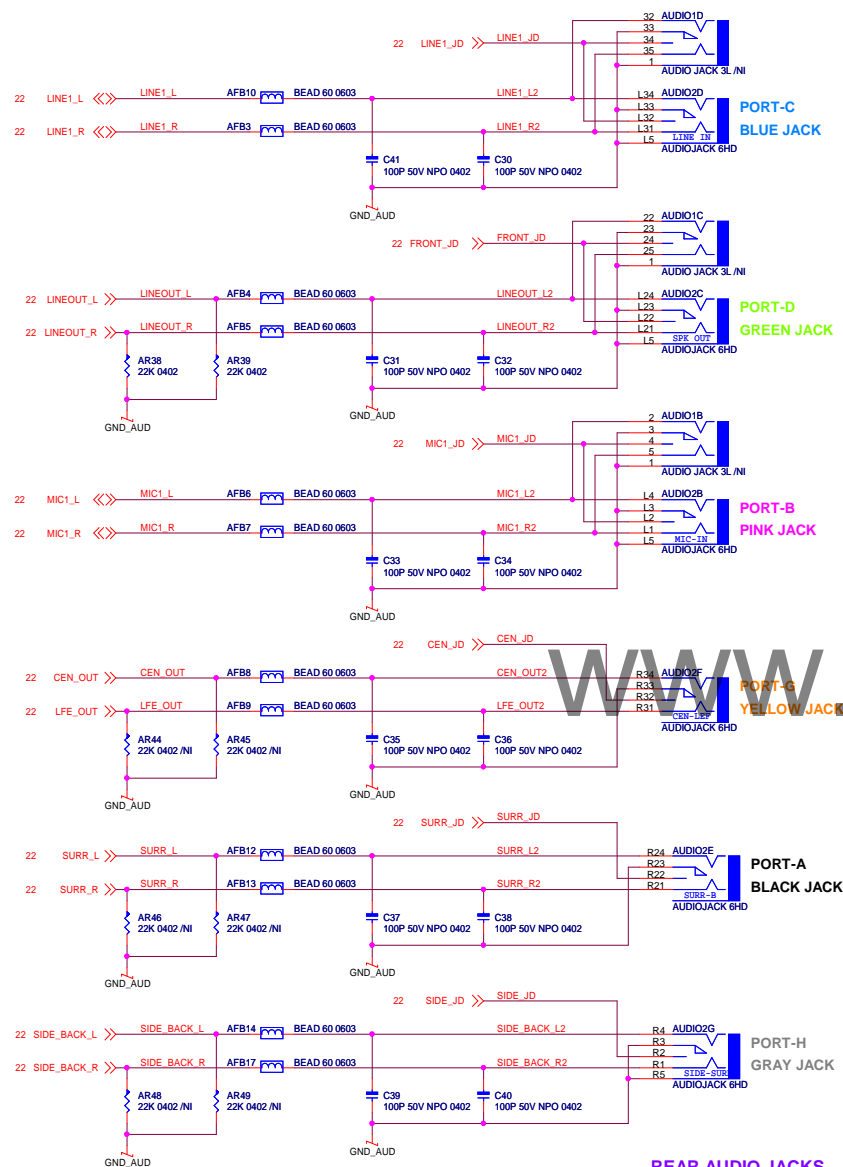 32 AUDIO1D
33
22 LINE1_JD LINE1_JD 34
35
1
AUDIO JACK 3L /NI
22 LINE1_L LINE1_L AFB10 BEAD 60 0603 LINE1_L2 L34 AUDIO2D
L33 PORT-C
L32
22 LINE1_R LINE1_R AFB3 BEAD 60 0603 LINE1_R2 L31 LINE IN BLUE JACK
L5
AUDIOJACK 6HD
C41 C30
100P 50V NPO 0402 100P 50V NPO 0402
GND_AUD
22 AUDIO1C
23
22 FRONT_JD FRONT_JD 24
25
1
AUDIO JACK 3L /NI
22 LINEOUT_L LINEOUT_L AFB4 BEAD 60 0603 LINEOUT_L2 L24 AUDIO2C
L23 PORT-D
L22
22 LINEOUT_R LINEOUT_R AFB5 BEAD 60 0603 LINEOUT_R2 L21 SPK OUT GREEN JACK
L5
AUDIOJACK 6HD
AR38 AR39 C31 C32
22K 0402 22K 0402 100P 50V NPO 0402 100P 50V NPO 0402
GND_AUD GND_AUD
2 AUDIO1B
3
22 MIC1_JD MIC1_JD 4
5
1
AUDIO JACK 3L /NI
22 MIC1_L MIC1_L AFB6 BEAD 60 0603 MIC1_L2 L4 AUDIO2B
L3 PORT-B
L2
22 MIC1_R MIC1_R AFB7 BEAD 60 0603 MIC1_R2 L1 MIC-IN PINK JACK
L5
AUDIOJACK 6HD
C33 C34
100P 50V NPO 0402 100P 50V NPO 0402
GND_AUD
22 CEN_JD CEN_JD
www.
22 CEN_OUT CEN_OUT AFB8 BEAD 60 0603 CEN_OUT2 R34 AUDIO2F
R33 PORT-G
R32
22 LFE_OUT LFE_OUT AFB9 BEAD 60 0603 LFE_OUT2 R31 CEN-LEF YELLOW JACK
AUDIOJACK 6HD
AR44 AR45 C35 C36
22K 0402 /NI 22K 0402 /NI 100P 50V NPO 0402 100P 50V NPO 0402
GND_AUD GND_AUD
22 SURR_JD SURR_JD
22 SURR_L SURR_L AFB12 BEAD 60 0603 SURR_L2 R24 AUDIO2E
R23 PORT-A
R22
22 SURR_R SURR_R AFB13 BEAD 60 0603 SURR_R2 R21 SURR-B BLACK JACK
AUDIOJACK 6HD
AR46 AR47 C37 C38
22K 0402 /NI 22K 0402 /NI 100P 50V NPO 0402 100P 50V NPO 0402
GND_AUD GND_AUD
22 SIDE_JD SIDE_JD
22 SIDE_BACK_L SIDE_BACK_L AFB14 BEAD 60 0603 SIDE_BACK_L2 R4 AUDIO2G
R3 PORT-H
R2
22 SIDE_BACK_R SIDE_BACK_R AFB17 BEAD 60 0603 SIDE_BACK_R2 R1 SIDE-SUR GRAY JACK
R5
AUDIOJACK 6HD
AR48 AR49 C39 C40
22K 0402 /NI 22K 0402 /NI 100P 50V NPO 0402 100P 50V NPO 0402
GND_AUD GND_AUD
REAR AUDIO JACKS